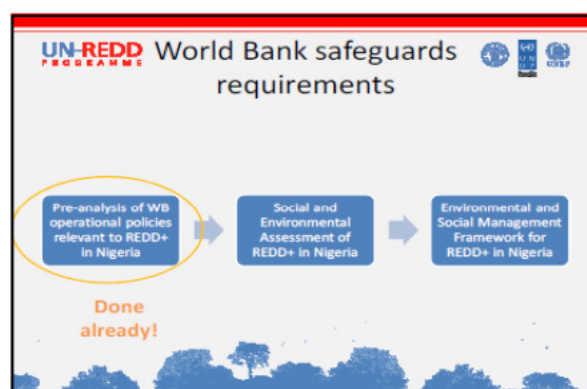 UN-REDD
PROGRAMME
World Bank safeguards
requirements
Pre-analysis of WB
operational policies
relevant to REDD+
in Nigeria
Social and
Environmental
Assessment of
REDD+ in Nigeria
Environmental and
Social Management
Framework for
REDD+ in Nigeria
Done
already!